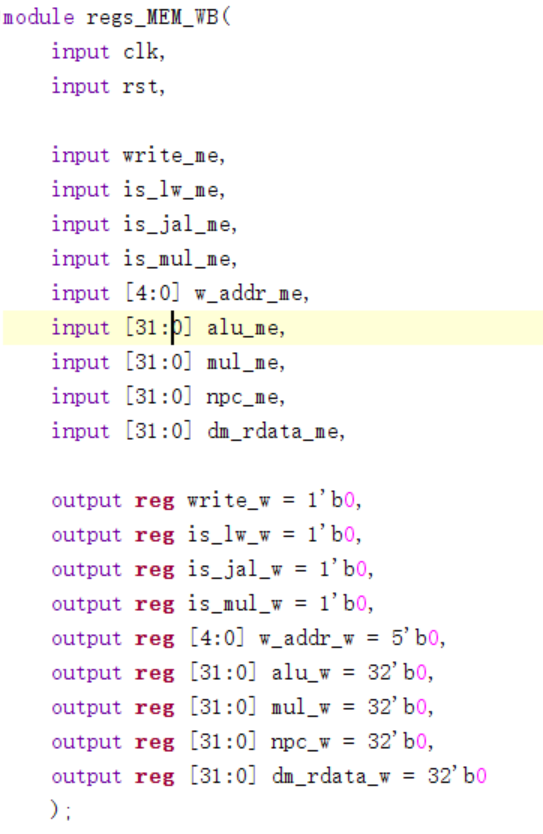 module regs_MEM_WB(
input clk,
input rst,
input write_me,
input is_lw_me,
input is_jal_me,
input is_mul_me,
input [4:0] w_addr_me,
input [31:0] alu_me,
input [31:0] mul_me,
input [31:0] npc_me,
input [31:0] dm_rdata_me,
output reg write_w = 1'b0,
output reg is_lw_w = 1'b0,
output reg is_jal_w = 1'b0,
output reg is_mul_w = 1'b0,
output reg [4:0] w_addr_w = 5'b0,
output reg [31:0] alu_w = 32'b0,
output reg [31:0] mul_w = 32'b0,
output reg [31:0] npc_w = 32'b0,
output reg [31:0] dm_rdata_w = 32'b0
);